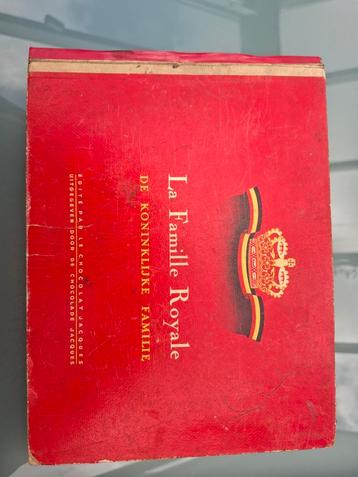 La Famille Royale
DE KONINKLIJKE FAMILIE
EDITÉ PAR LE CHOCOLAT JACQUES
UITGEGEVEN DOOR DE CHOCOLADE JACQUES